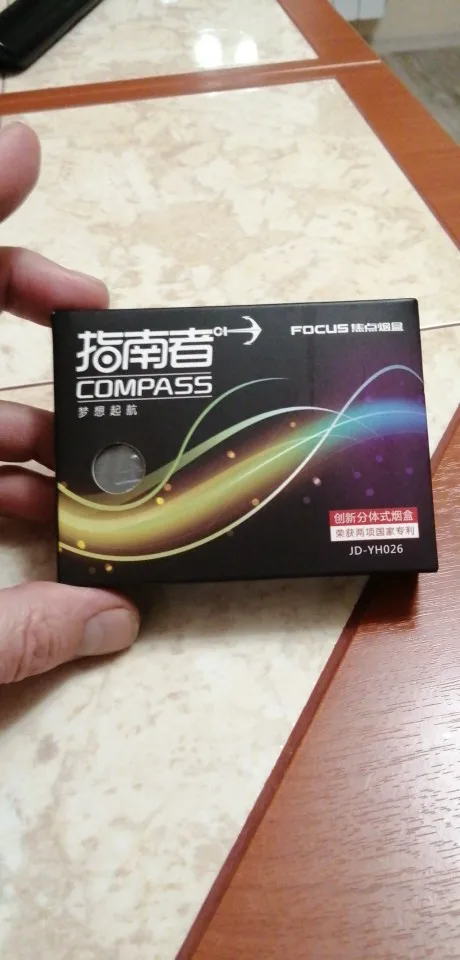 指南者
FOCUS 焦点烟盒
COMPASS
梦想起航
创新分体式烟盒
荣获两项国家专利
JD-YH026